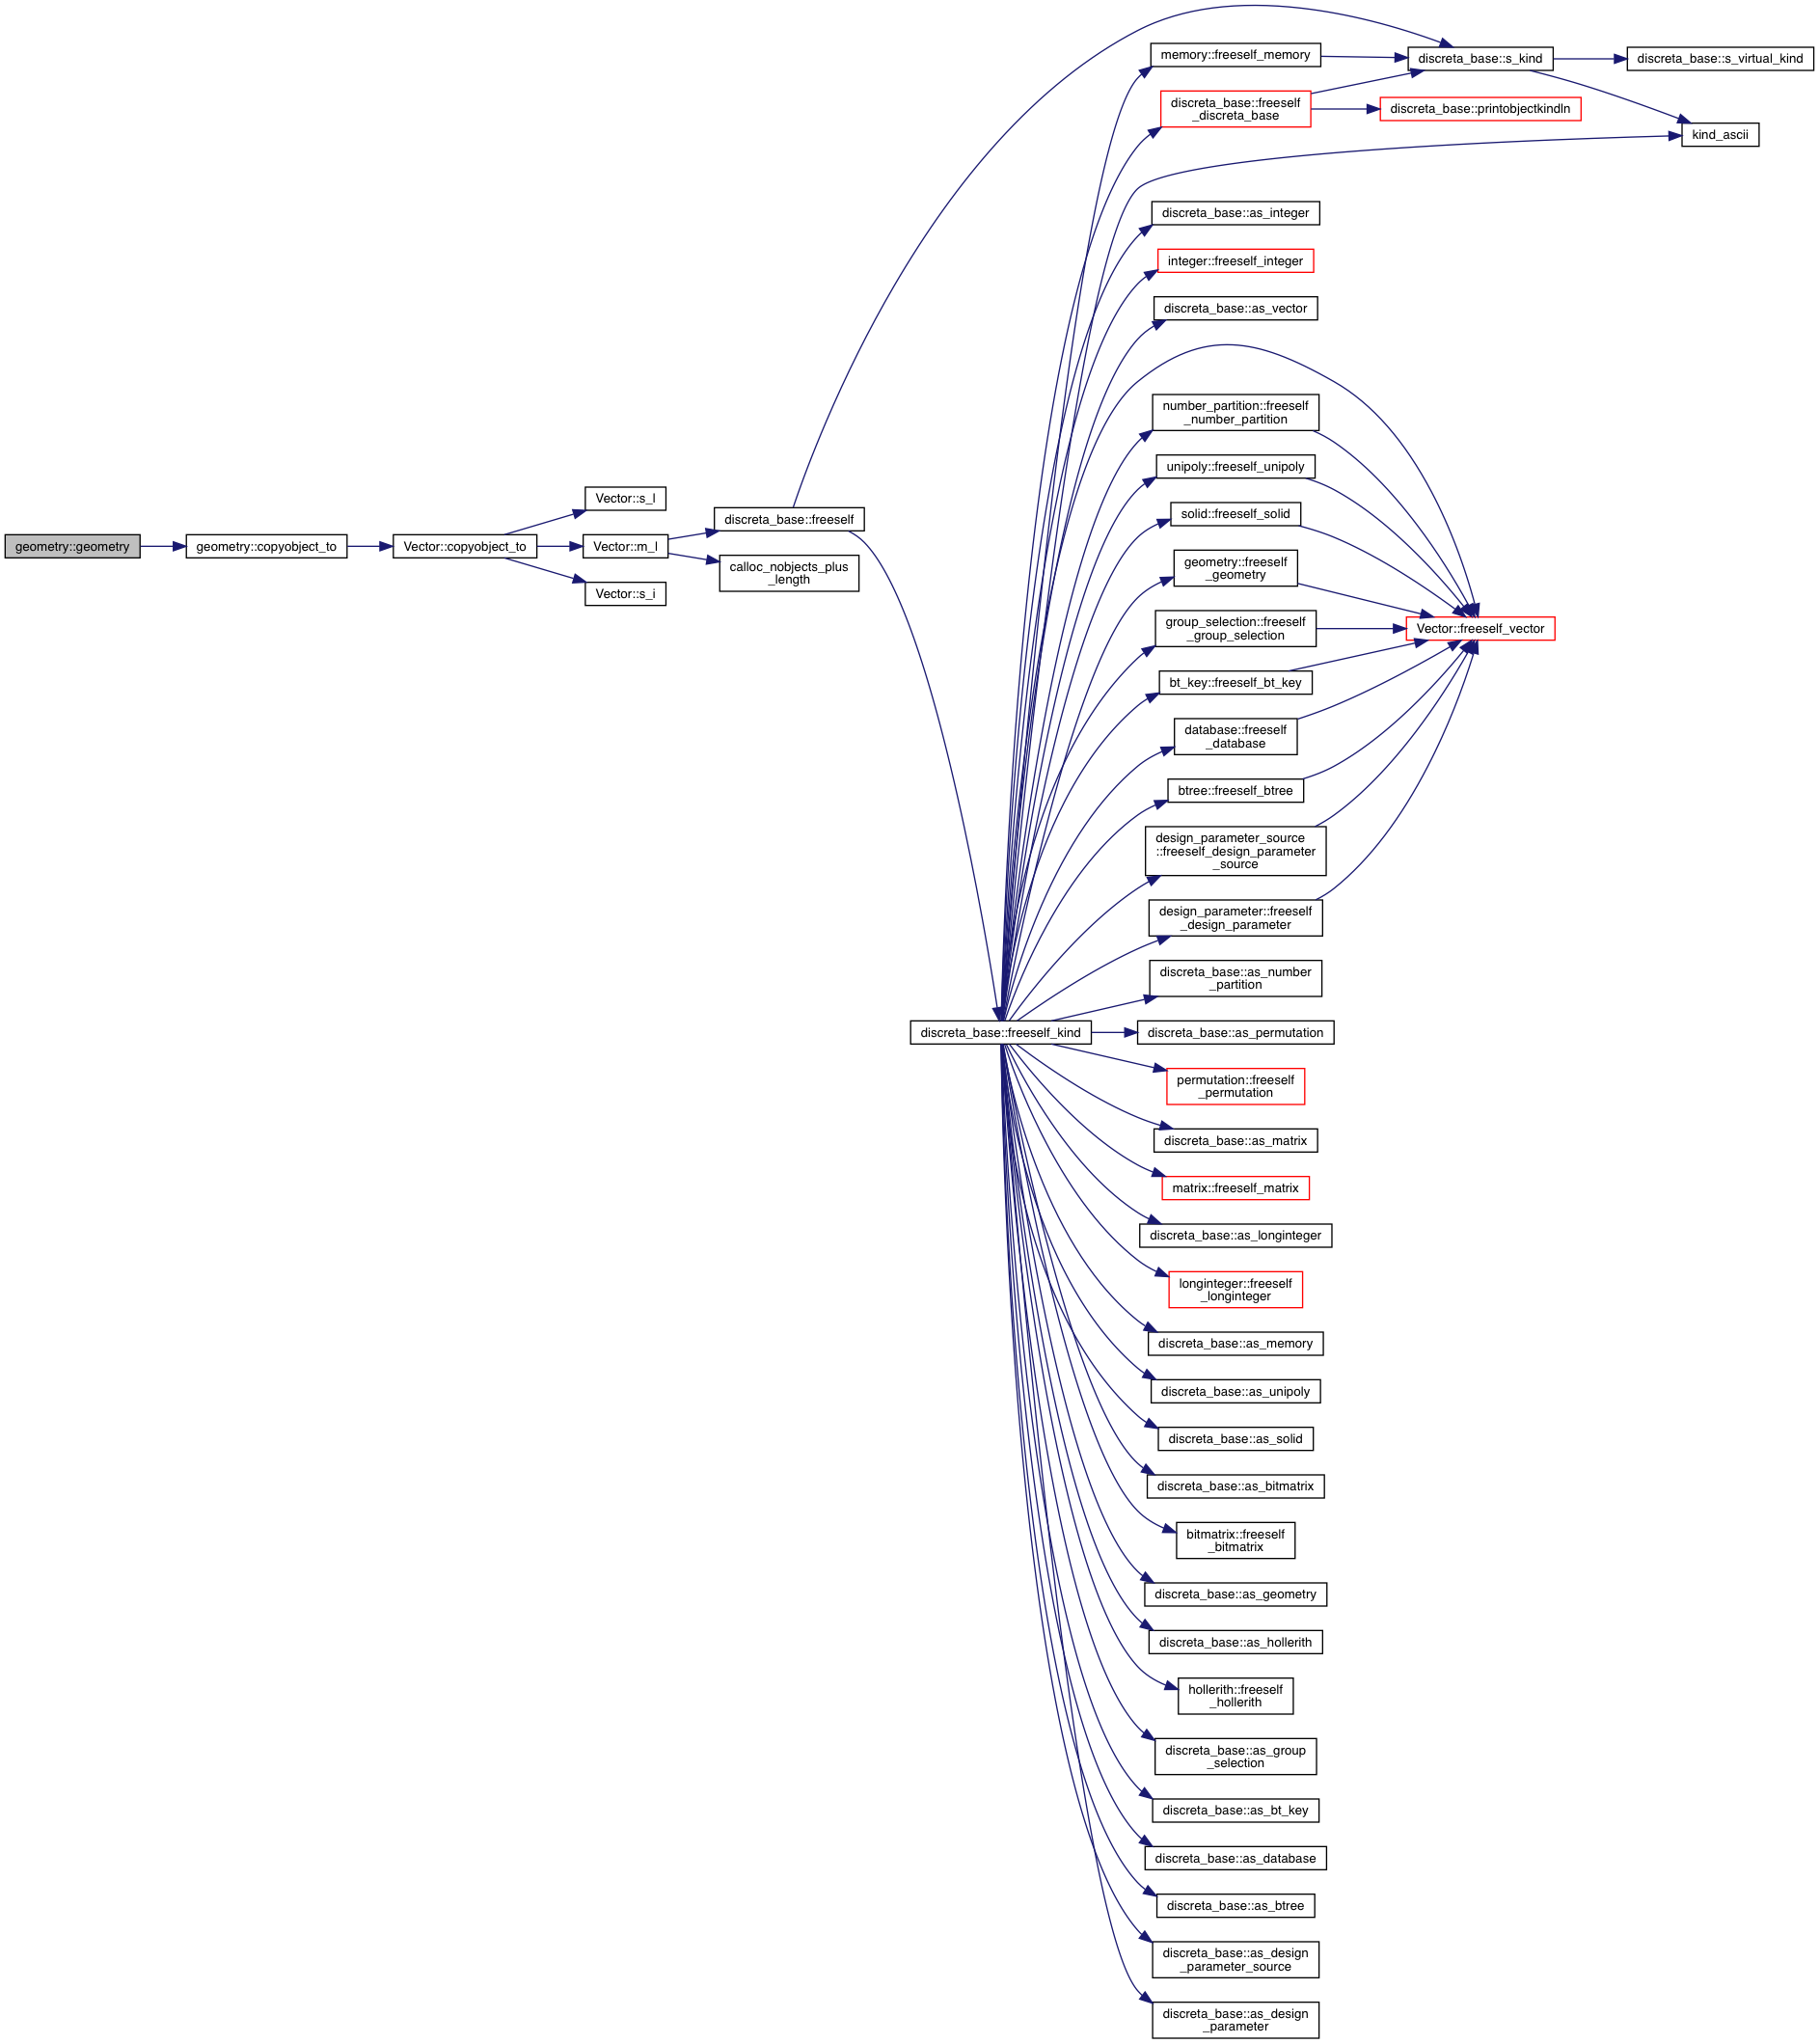 geometry::geometry
geometry::copyobject_to
Vector::copyobject_to
Vector::s_l
Vector::m_l
Vector::s_i
discreta_base::freeself
calloc_nobjects_plus
_length
discreta_base::freeself_kind
memory::freeself_memory
discreta_base::freeself
_discreta_base
discreta_base::s_kind
discreta_base::s_virtual_kind
discreta_base::printobjectkindln
kind_ascii
discreta_base::as_integer
integer::freeself_integer
discreta_base::as_vector
number_partition::freeself
_number_partition
unipoly::freeself_unipoly
solid::freeself_solid
geometry::freeself
_geometry
group_selection::freeself
_group_selection
Vector::freeself_vector
bt_key::freeself_bt_key
database::freeself
_database
btree::freeself_btree
design_parameter_source
::freeself_design_parameter
_source
design_parameter::freeself
_design_parameter
discreta_base::as_number
_partition
discreta_base::as_permutation
permutation::freeself
_permutation
discreta_base::as_matrix
matrix::freeself_matrix
discreta_base::as_longinteger
longinteger::freeself
_longinteger
discreta_base::as_memory
discreta_base::as_unipoly
discreta_base::as_solid
discreta_base::as_bitmatrix
bitmatrix::freeself
_bitmatrix
discreta_base::as_geometry
discreta_base::as_hollerith
hollerith::freeself
_hollerith
discreta_base::as_group
_selection
discreta_base::as_bt_key
discreta_base::as_database
discreta_base::as_btree
discreta_base::as_design
_parameter_source
discreta_base::as_design
_parameter